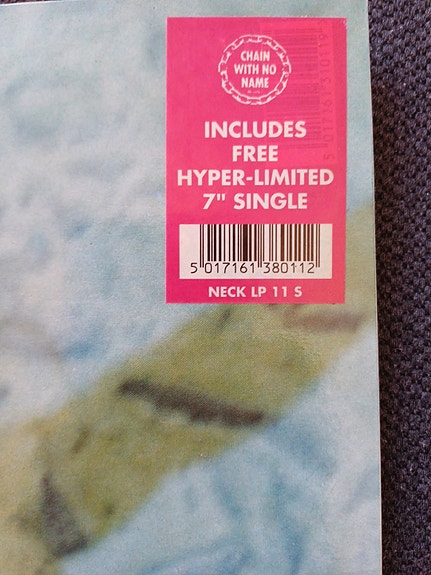 CHAIN
WITH NO
NAME
INCLUDES
FREE
HYPER-LIMITED
7" SINGLE
5 017161 380112
NECK LP 11 S